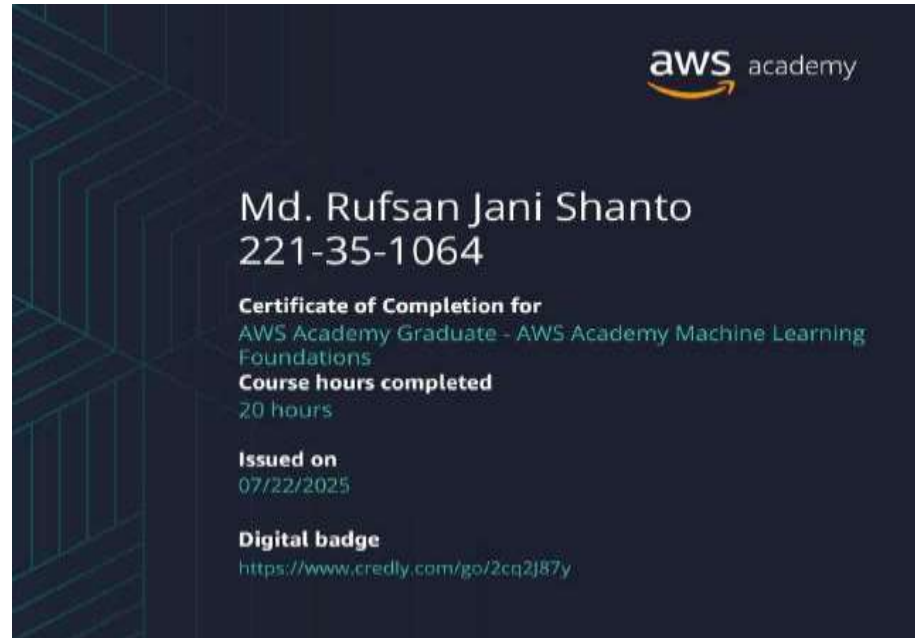 aws academy
Md. Rufsan Jani Shanto
221-35-1064
Certificate of Completion for
AWS Academy Graduate - AWS Academy Machine Learning
Foundations
Course hours completed
20 hours
Issued on
07/22/2025
Digital badge
https://www.credly.com/go/2cq2J87y